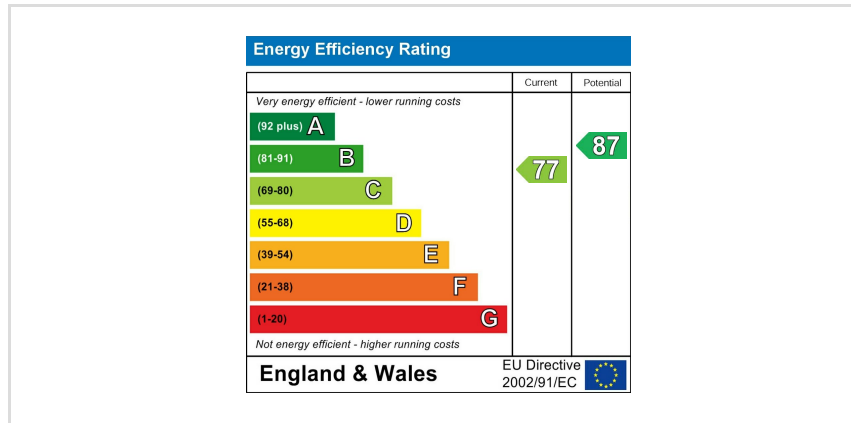 Energy Efficiency Rating
Current Potential
Very energy efficient - lower running costs
(92 plus) A
(81-91) B
87
77
(69-80) C
(55-68) D
(39-54) E
(21-38) F
(1-20) G
Not energy efficient - higher running costs
England & Wales
EU Directive
2002/91/EC